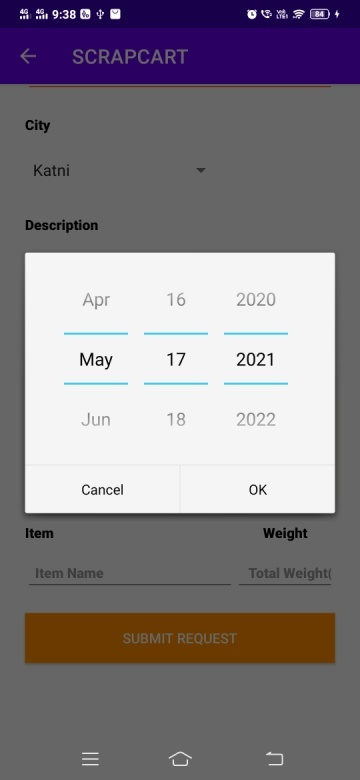 9:38
84
SCRAPCART
City
Katni
Description
Apr 16 2020
May 17 2021
Jun 18 2022
Cancel OK
Item Weight
Item Name Total Weight(
SUBMIT REQUEST